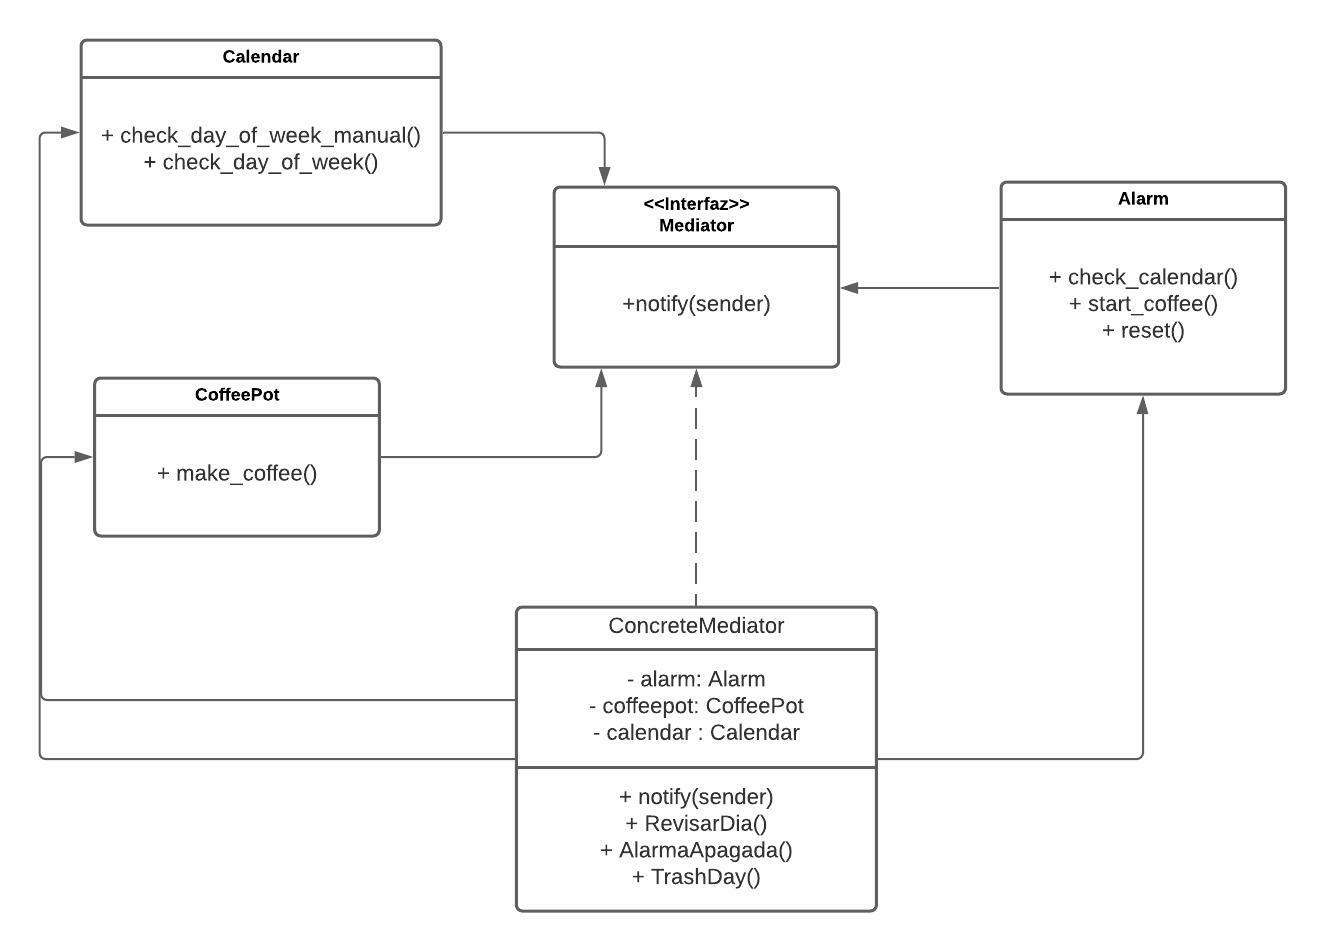 Calendar
+ check_day_of_week_manual()
+ check_day_of_week()
<<Interfaz>>
Mediator
+notify(sender)
Alarm
+ check_calendar()
+ start_coffee()
+ reset()
CoffeePot
+ make_coffee()
ConcreteMediator
- alarm: Alarm
- coffeepot: CoffeePot
- calendar : Calendar
+ notify(sender)
+ RevisarDia()
+ AlarmaApagada()
+ TrashDay()